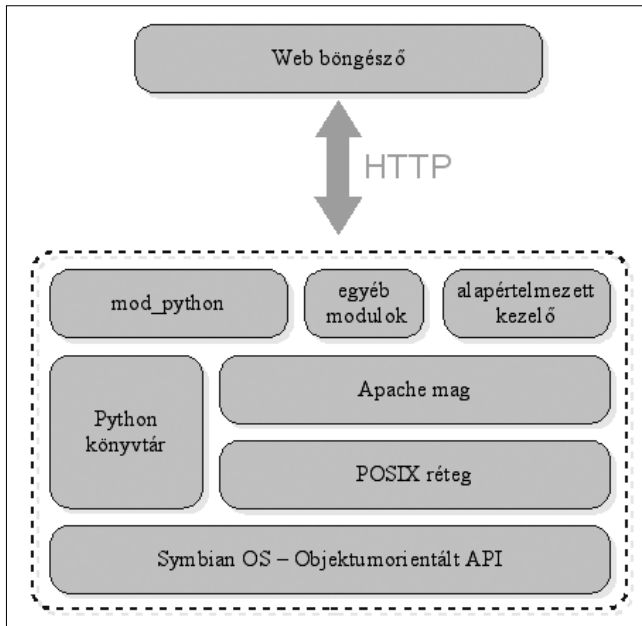 Web böngésző
HTTP
mod_python
egyéb
modulok
alapértelmezett
kezelő
Python
könyvtár
Apache mag
POSIX réteg
Symbian OS – Objektumorientált API